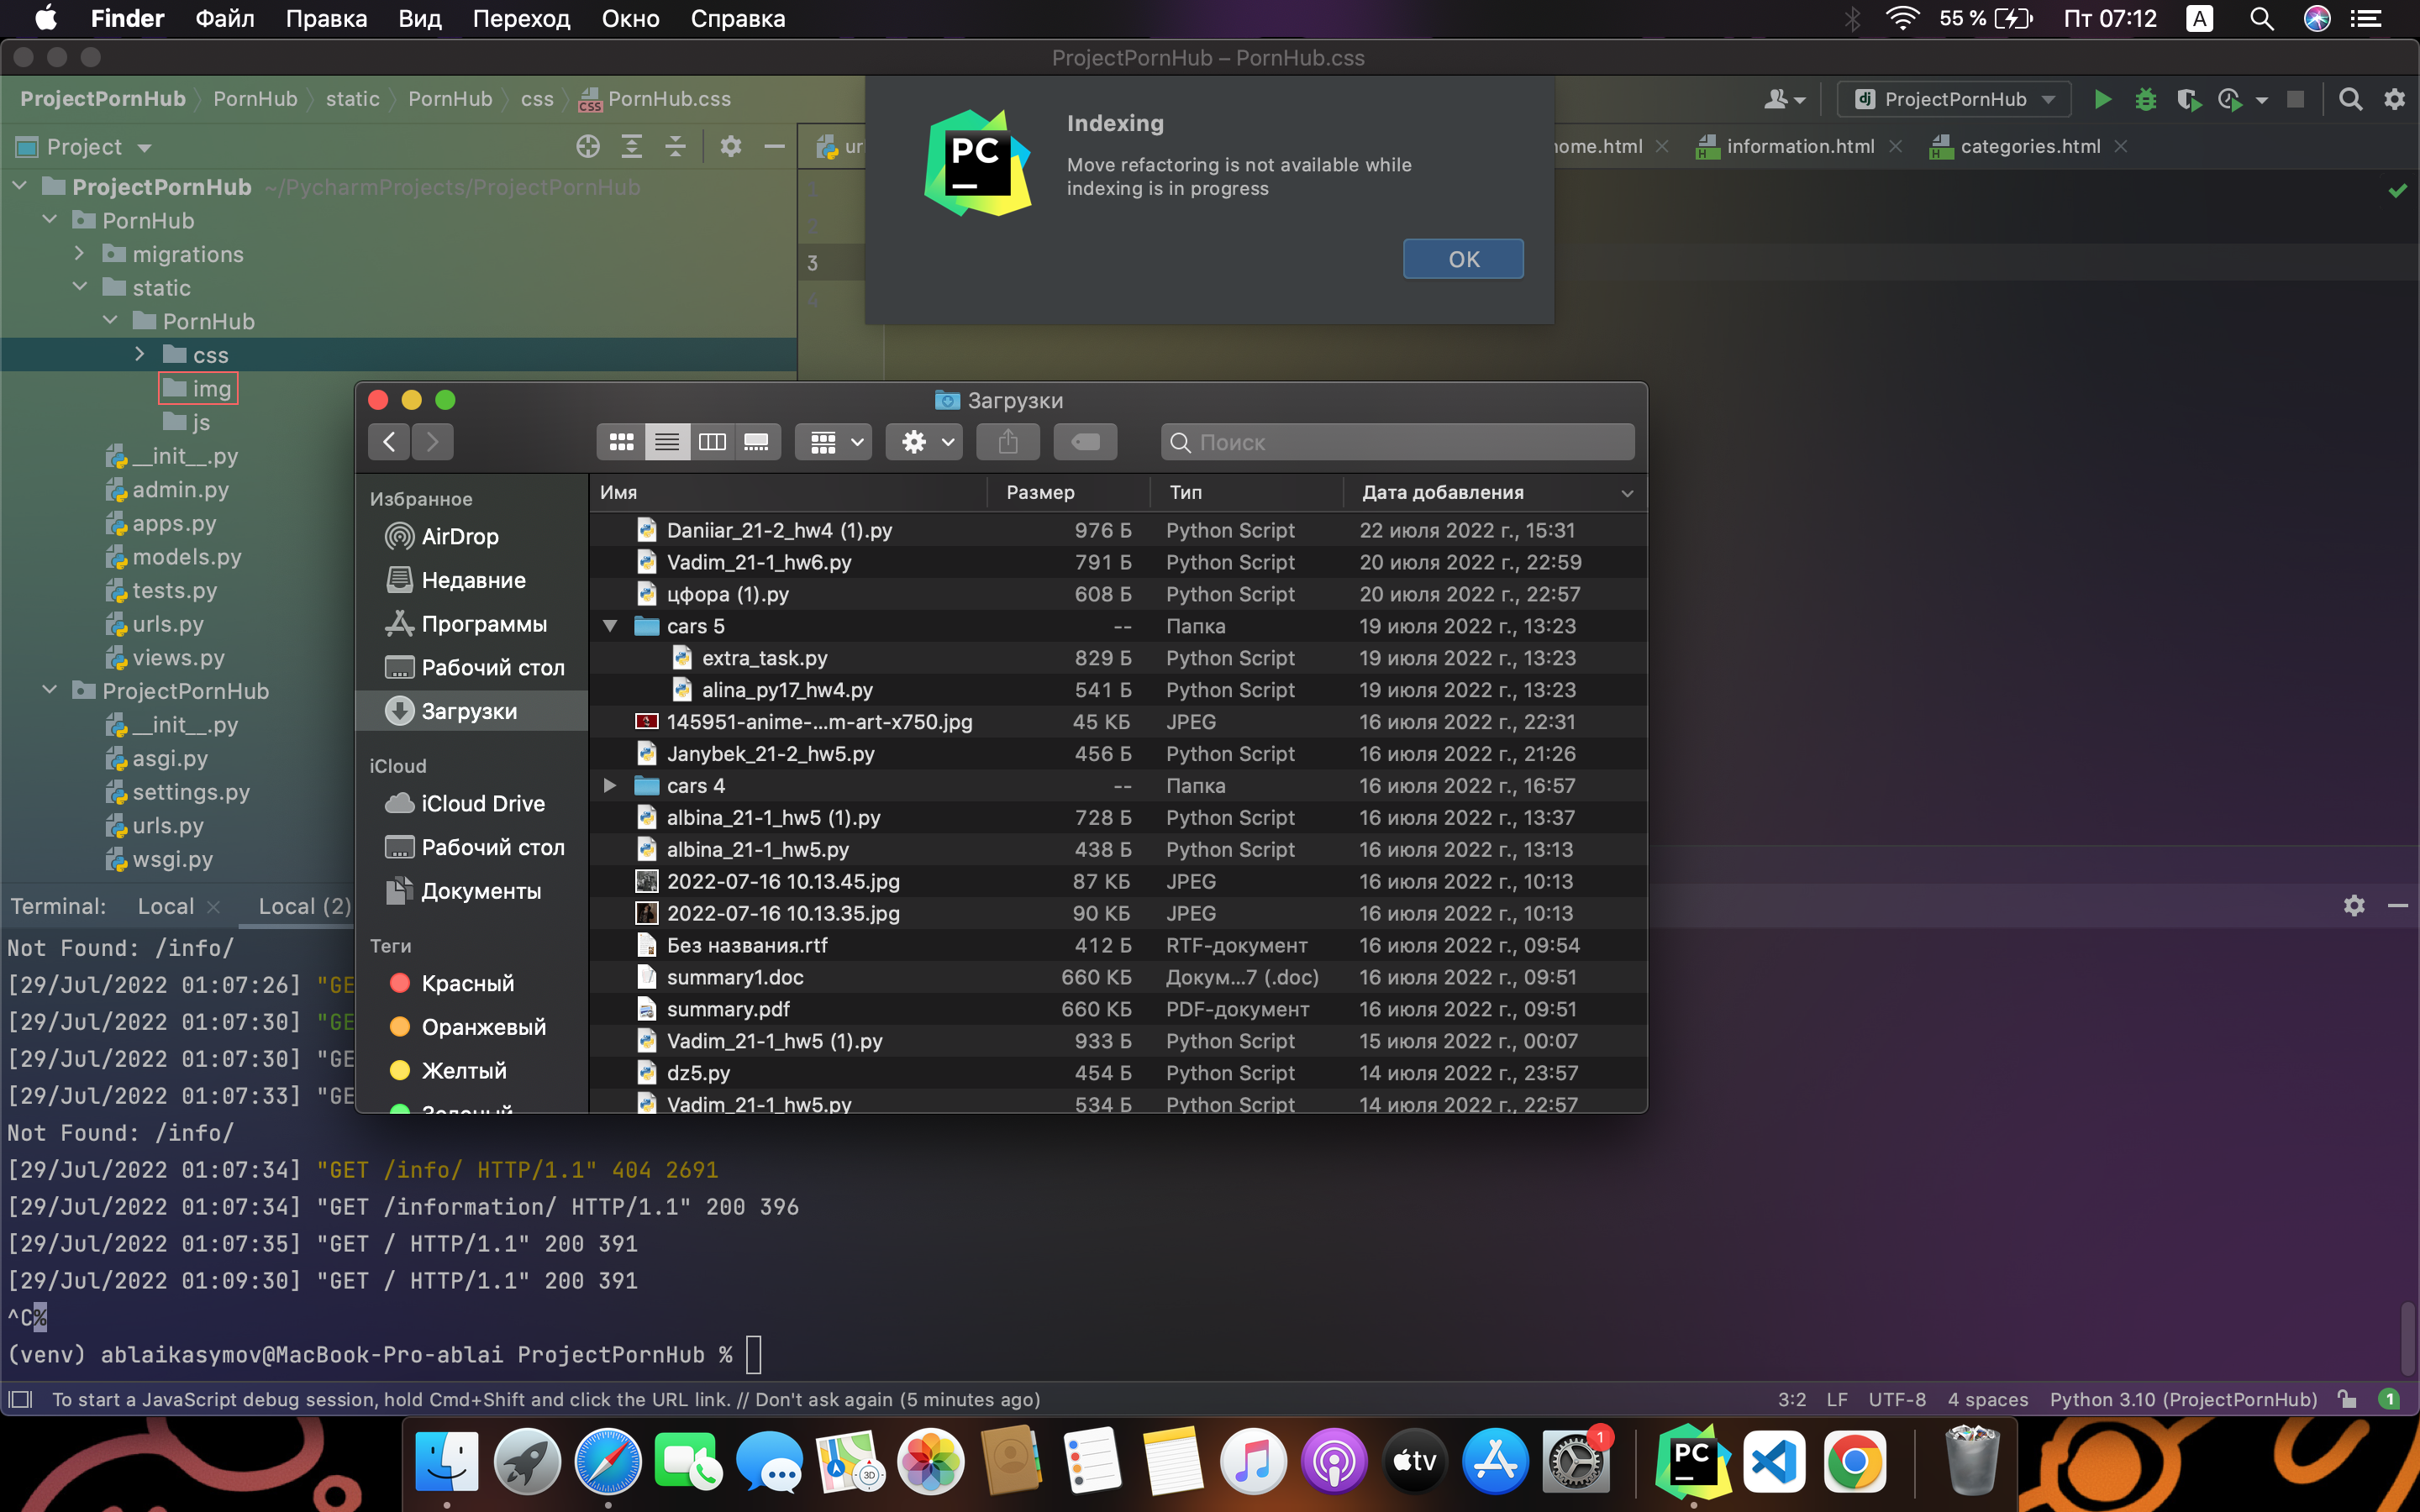 Finder Файл Правка Вид Переход Окно Справка 55 % Пт 07:12 A
ProjectPornHub – PornHub.css
ProjectPornHub PornHub static PornHub css PornHub.css
dj ProjectPornHub
Project
ur
home.html information.html categories.html
ProjectPornHub ~/PycharmProjects/ProjectPornHub
PornHub
migrations
static
PornHub
css
img
js
__init__.py
admin.py
apps.py
models.py
tests.py
urls.py
views.py
ProjectPornHub
__init__.py
asgi.py
settings.py
urls.py
wsgi.py
1
2
3
4
PC
Indexing
Move refactoring is not available while
indexing is in progress
OK
Загрузки
Поиск
Избранное
AirDrop
Недавние
Программы
Рабочий стол
Загрузки
iCloud
iCloud Drive
Рабочий стол
Документы
Теги
Красный
Оранжевый
Желтый
Зеленый
Имя Размер Тип Дата добавления
Daniiar_21-2_hw4 (1).py 976 Б Python Script 22 июля 2022 г., 15:31
Vadim_21-1_hw6.py 791 Б Python Script 20 июля 2022 г., 22:59
цфора (1).py 608 Б Python Script 20 июля 2022 г., 22:57
cars 5 -- Папка 19 июля 2022 г., 13:23
extra_task.py 829 Б Python Script 19 июля 2022 г., 13:23
alina_py17_hw4.py 541 Б Python Script 19 июля 2022 г., 13:23
145951-anime-...m-art-x750.jpg 45 КБ JPEG 16 июля 2022 г., 22:31
Janybek_21-2_hw5.py 456 Б Python Script 16 июля 2022 г., 21:26
cars 4 -- Папка 16 июля 2022 г., 16:57
albina_21-1_hw5 (1).py 728 Б Python Script 16 июля 2022 г., 13:37
albina_21-1_hw5.py 438 Б Python Script 16 июля 2022 г., 13:13
2022-07-16 10.13.45.jpg 87 КБ JPEG 16 июля 2022 г., 10:13
2022-07-16 10.13.35.jpg 90 КБ JPEG 16 июля 2022 г., 10:13
Без названия.rtf 412 Б RTF-документ 16 июля 2022 г., 09:54
summary1.doc 660 КБ Докум...7 (.doc) 16 июля 2022 г., 09:51
summary.pdf 660 КБ PDF-документ 16 июля 2022 г., 09:51
Vadim_21-1_hw5 (1).py 933 Б Python Script 15 июля 2022 г., 00:07
dz5.py 454 Б Python Script 14 июля 2022 г., 23:57
Vadim_21-1_hw5.py 534 Б Python Script 14 июля 2022 г., 22:57
Terminal: Local Local (2)
Not Found: /info/
[29/Jul/2022 01:07:26] "GE
[29/Jul/2022 01:07:30] "GE
[29/Jul/2022 01:07:30] "GE
[29/Jul/2022 01:07:33] "GE
Not Found: /info/
[29/Jul/2022 01:07:34] "GET /info/ HTTP/1.1" 404 2691
[29/Jul/2022 01:07:34] "GET /information/ HTTP/1.1" 200 396
[29/Jul/2022 01:07:35] "GET / HTTP/1.1" 200 391
[29/Jul/2022 01:09:30] "GET / HTTP/1.1" 200 391
^C%
(venv) ablaikasymov@MacBook-Pro-ablai ProjectPornHub %
To start a JavaScript debug session, hold Cmd+Shift and click the URL link. // Don't ask again (5 minutes ago)
3:2 LF UTF-8 4 spaces Python 3.10 (ProjectPornHub) 1
3D tv 1 PC